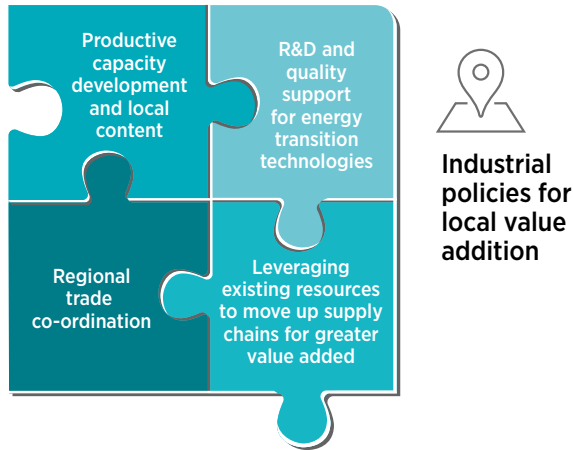 Productive
capacity
development
and local
content
R&D and
quality
support
for energy
transition
technologies
Regional
trade
co-ordination
Leveraging
existing resources
to move up supply
chains for greater
value added
Industrial
policies for
local value
addition